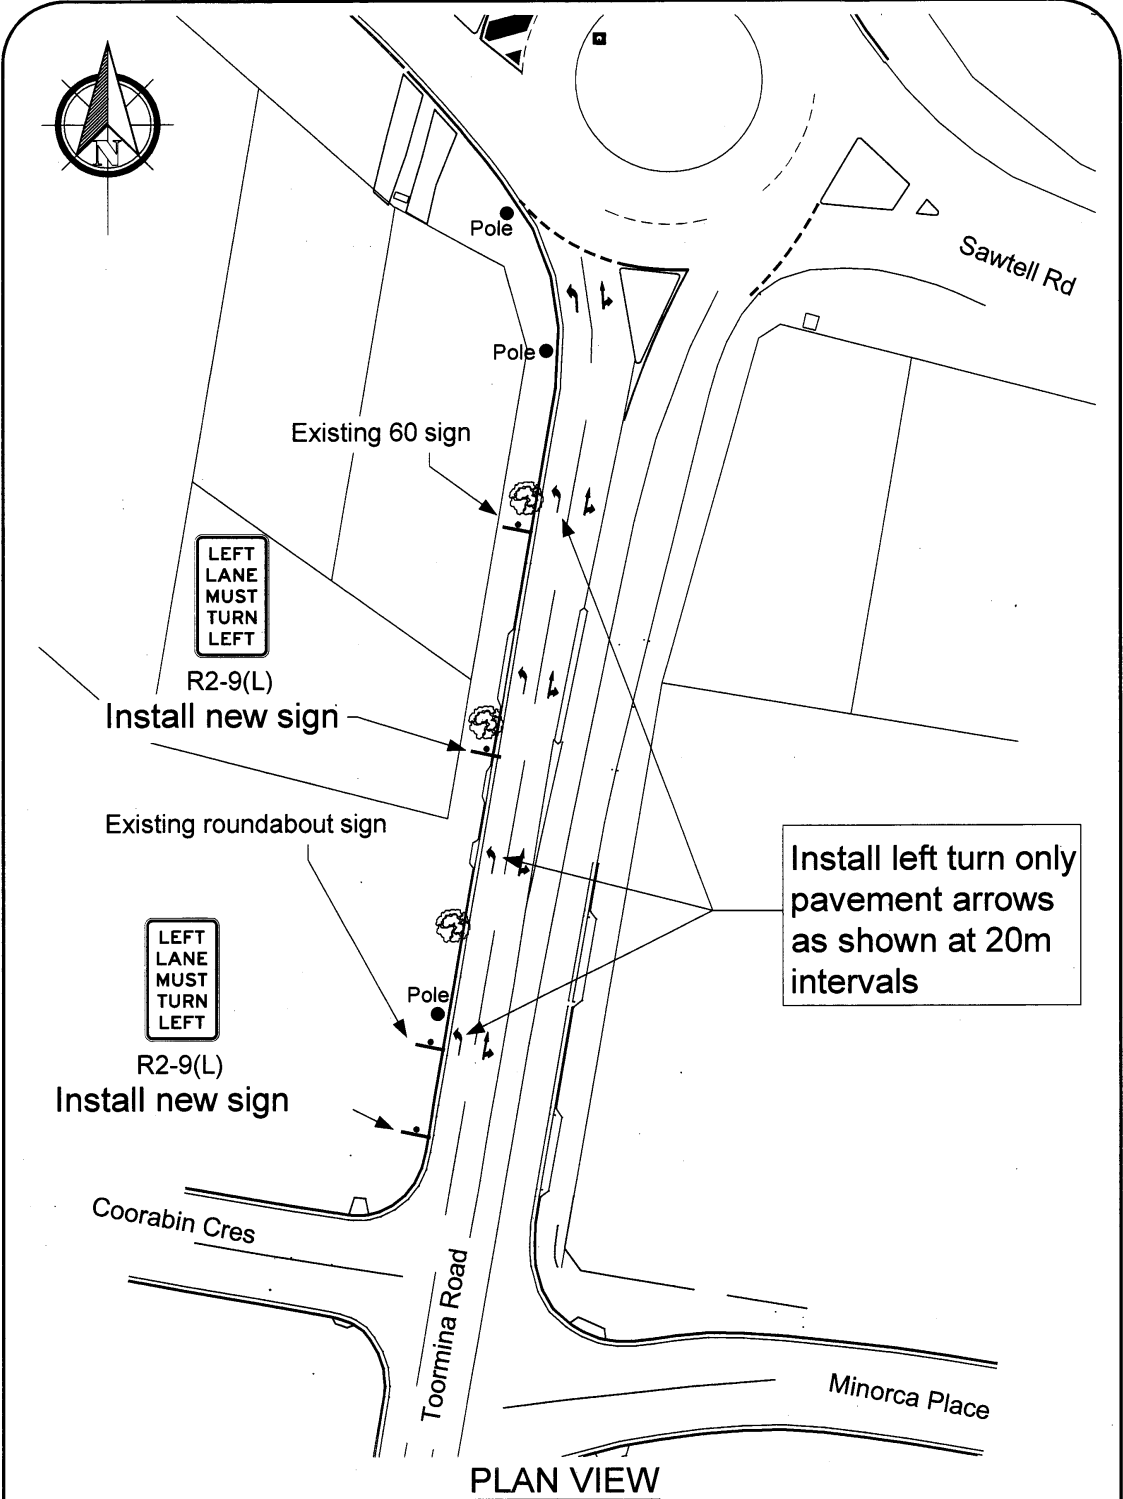 N
Pole
Sawtell Rd
Pole
Existing 60 sign
LEFT
LANE
MUST
TURN
LEFT
R2-9(L)
Install new sign
Existing roundabout sign
Install left turn only
pavement arrows
as shown at 20m
intervals
LEFT
LANE
MUST
TURN
LEFT
Pole
R2-9(L)
Install new sign
Coorabin Cres
Toormina Road
Minorca Place
PLAN VIEW